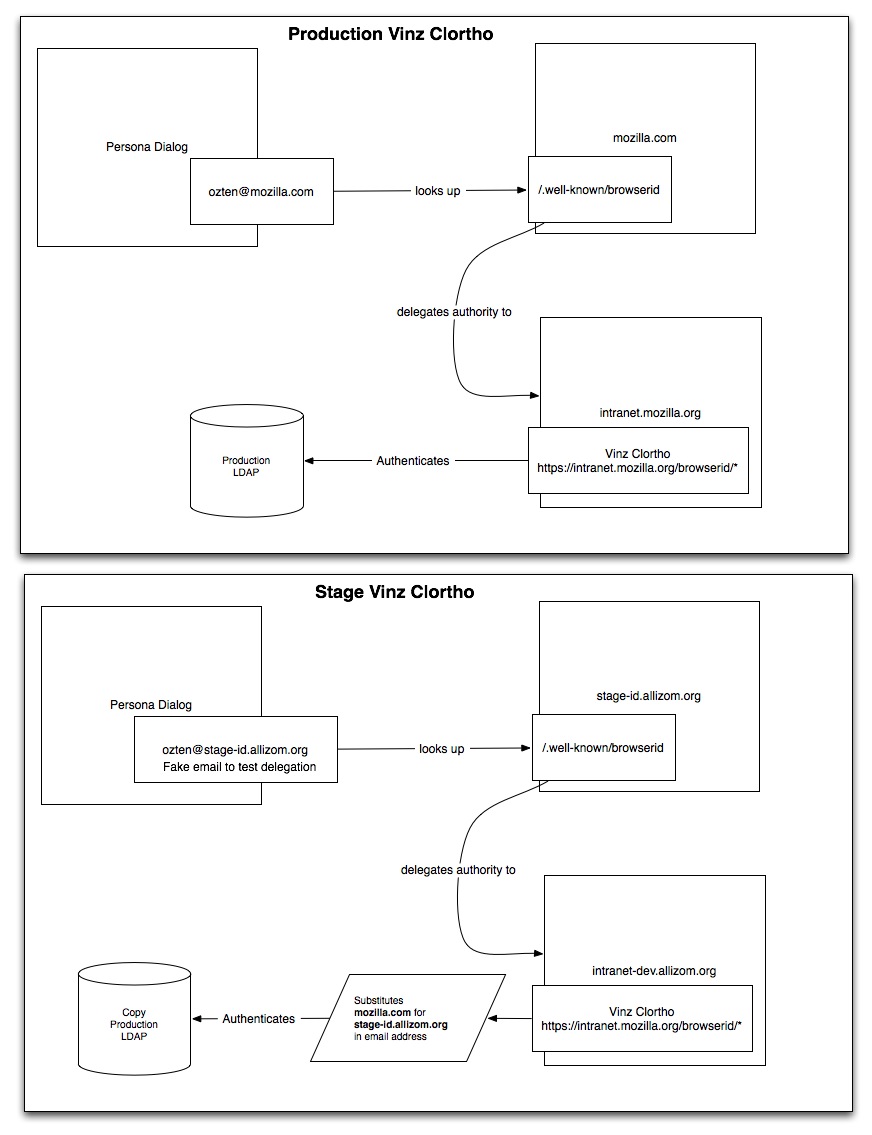 Production Vinz Clortho
Persona Dialog
ozten@mozilla.com
looks up
mozilla.com
/.well-known/browserid
delegates authority to
intranet.mozilla.org
Vinz Clortho
https://intranet.mozilla.org/browserid/*
Authenticates
Production
LDAP
Stage Vinz Clortho
Persona Dialog
ozten@stage-id.allizom.org
Fake email to test delegation
looks up
stage-id.allizom.org
/.well-known/browserid
delegates authority to
intranet-dev.allizom.org
Vinz Clortho
https://intranet.mozilla.org/browserid/*
Substitutes
mozilla.com for
stage-id.allizom.org
in email address
Authenticates
Copy
Production
LDAP